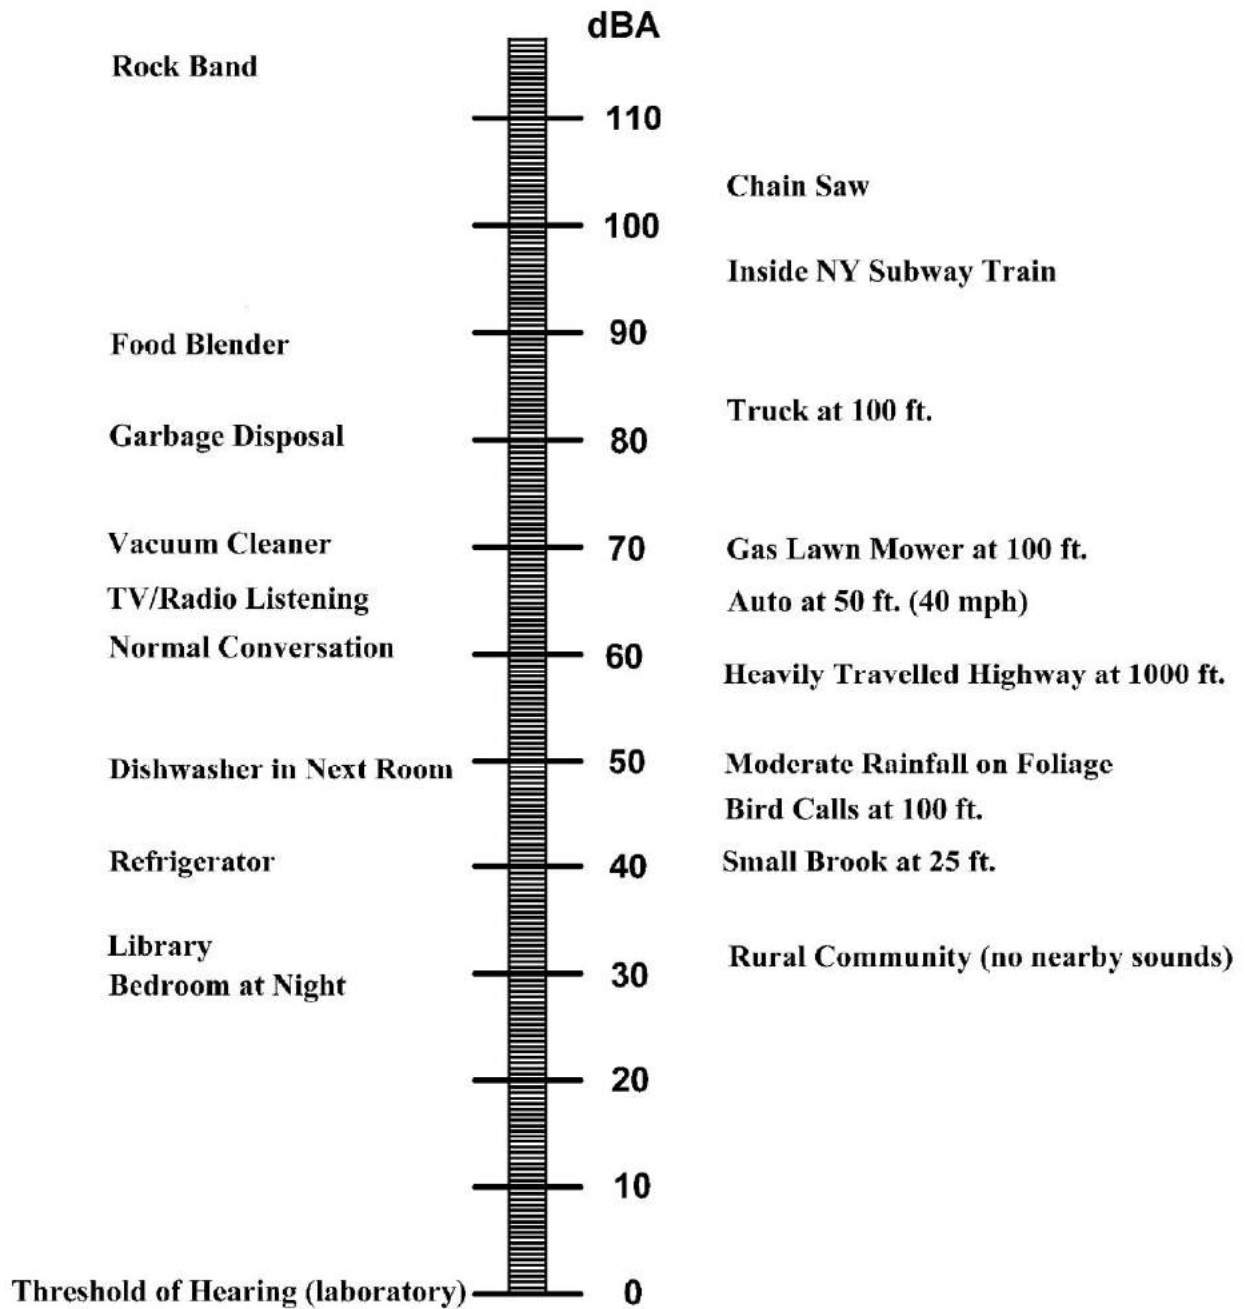 dBA
Rock Band
110
Chain Saw
100
Inside NY Subway Train
90
Food Blender
Truck at 100 ft.
Garbage Disposal
80
Vacuum Cleaner
70
Gas Lawn Mower at 100 ft.
TV/Radio Listening
Auto at 50 ft. (40 mph)
Normal Conversation
60
Heavily Travelled Highway at 1000 ft.
Dishwasher in Next Room
50
Moderate Rainfall on Foliage
Bird Calls at 100 ft.
Refrigerator
40
Small Brook at 25 ft.
Library
Rural Community (no nearby sounds)
Bedroom at Night
30
20
10
Threshold of Hearing (laboratory)
0